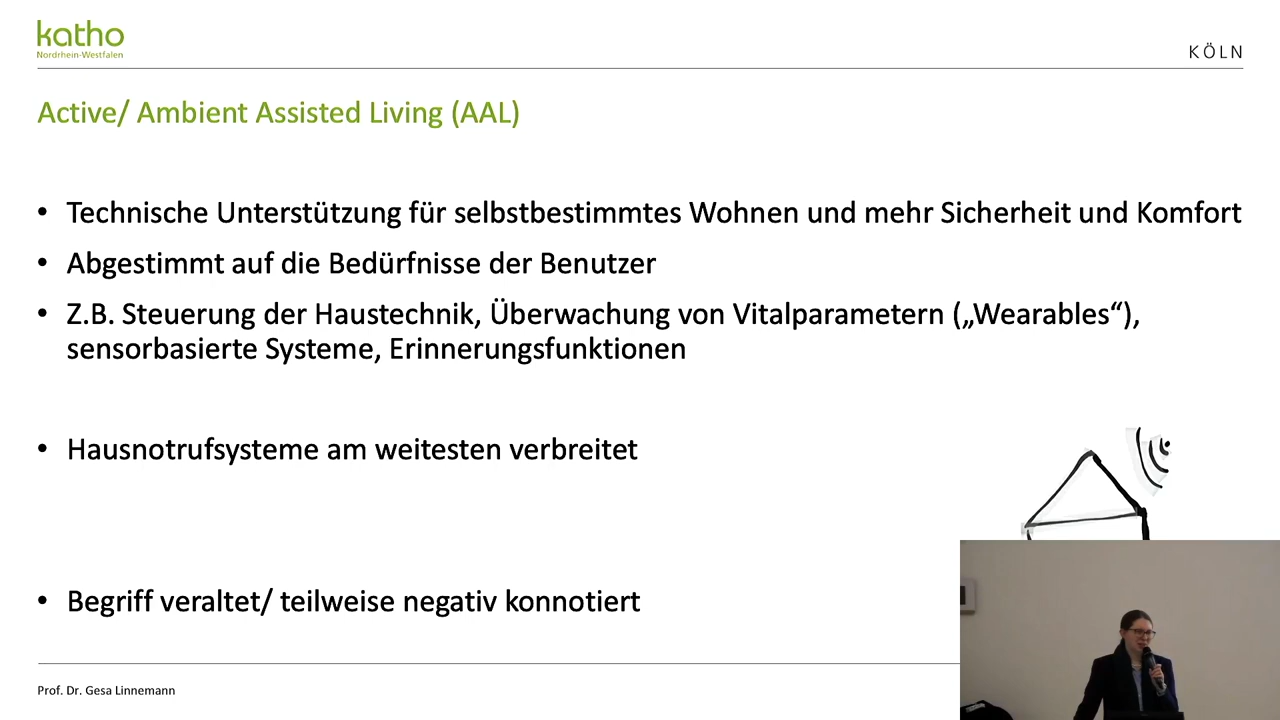 katho
Nordrhein-Westfalen
KÖLN
Active/ Ambient Assisted Living (AAL)
• Technische Unterstützung für selbstbestimmtes Wohnen und mehr Sicherheit und Komfort
• Abgestimmt auf die Bedürfnisse der Benutzer
• Z.B. Steuerung der Haustechnik, Überwachung von Vitalparametern („Wearables“),
sensorbasierte Systeme, Erinnerungsfunktionen
• Hausnotrufsysteme am weitesten verbreitet
• Begriff veraltet/ teilweise negativ konnotiert
Prof. Dr. Gesa Linnemann